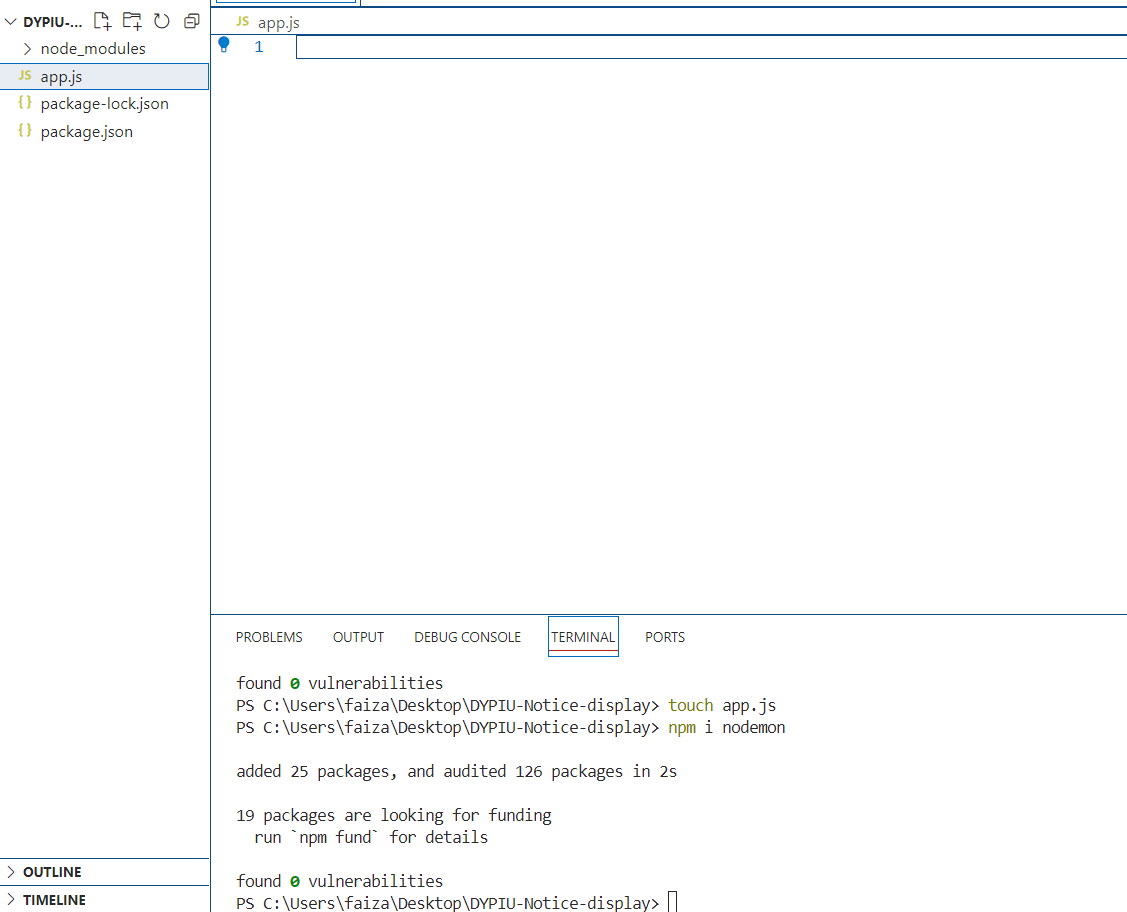 DYPIU-...
node_modules
JS app.js
{} package-lock.json
{} package.json
OUTLINE
TIMELINE
JS app.js
1
PROBLEMS OUTPUT DEBUG CONSOLE TERMINAL PORTS
found 0 vulnerabilities
PS C:\Users\faiza\Desktop\DYPIU-Notice-display> touch app.js
PS C:\Users\faiza\Desktop\DYPIU-Notice-display> npm i nodemon
added 25 packages, and audited 126 packages in 2s
19 packages are looking for funding
run `npm fund` for details
found 0 vulnerabilities
PS C:\Users\faiza\Desktop\DYPIU-Notice-display>